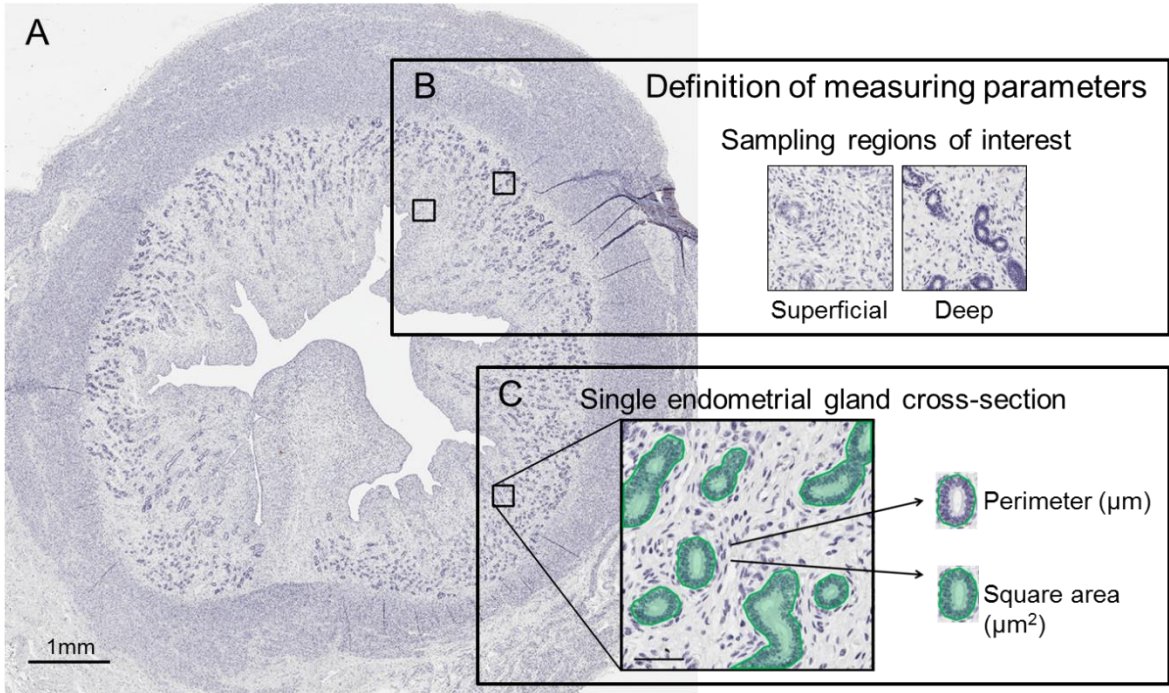 A
B
Definition of measuring parameters
Sampling regions of interest
Superficial
Deep
C
Single endometrial gland cross-section
Perimeter (µm)
Square area
(µm²)
1mm